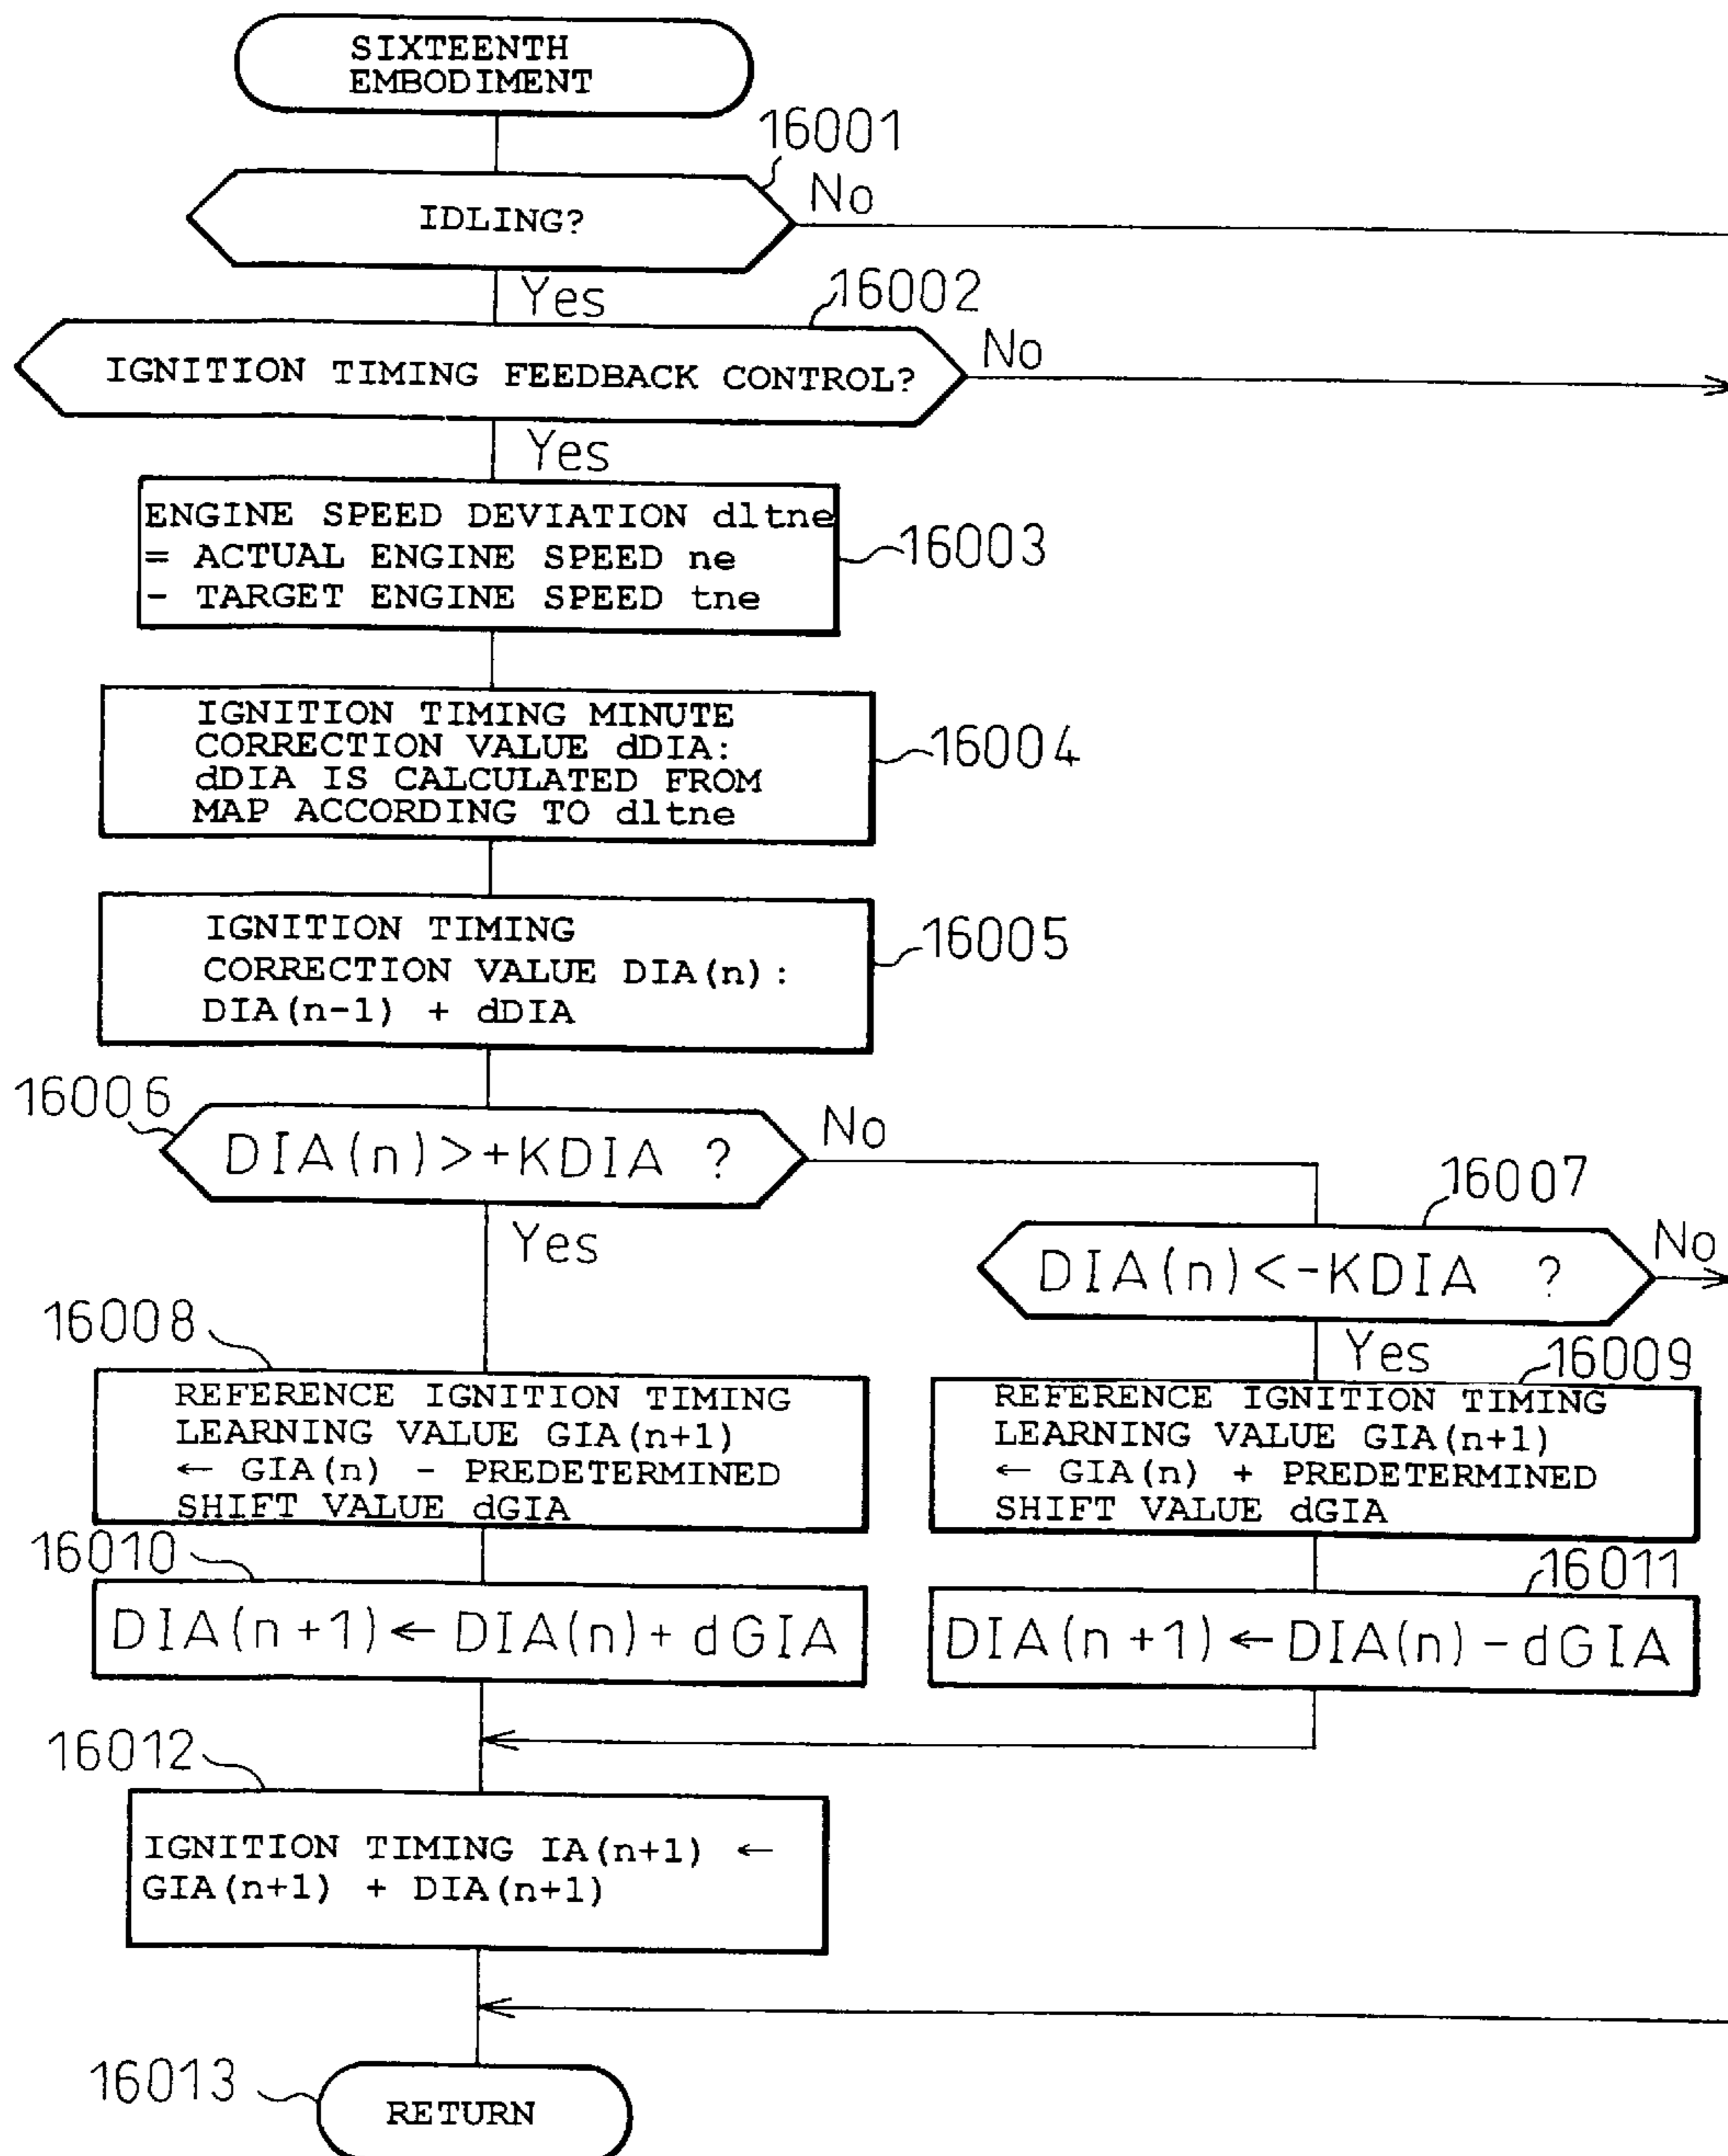 SIXTEENTH
EMBODIMENT
16001
IDLING?
No
Yes
16002
IGNITION TIMING FEEDBACK CONTROL?
No
Yes
ENGINE SPEED DEVIATION dltne
= ACTUAL ENGINE SPEED ne
- TARGET ENGINE SPEED tne
16003
IGNITION TIMING MINUTE
CORRECTION VALUE dDIA:
dDIA IS CALCULATED FROM
MAP ACCORDING TO dltne
16004
IGNITION TIMING
CORRECTION VALUE DIA(n):
DIA(n-1) + dDIA
16005
16006
DIA(n)>+KDIA ?
No
Yes
16007
DIA(n)<-KDIA ?
No
Yes
16008
REFERENCE IGNITION TIMING
LEARNING VALUE GIA(n+1)
← GIA(n) - PREDETERMINED
SHIFT VALUE dGIA
16009
REFERENCE IGNITION TIMING
LEARNING VALUE GIA(n+1)
← GIA(n) + PREDETERMINED
SHIFT VALUE dGIA
16010
DIA(n+1)←DIA(n)+dGIA
16011
DIA(n+1)←DIA(n)-dGIA
16012
IGNITION TIMING IA(n+1) ←
GIA(n+1) + DIA(n+1)
16013
RETURN